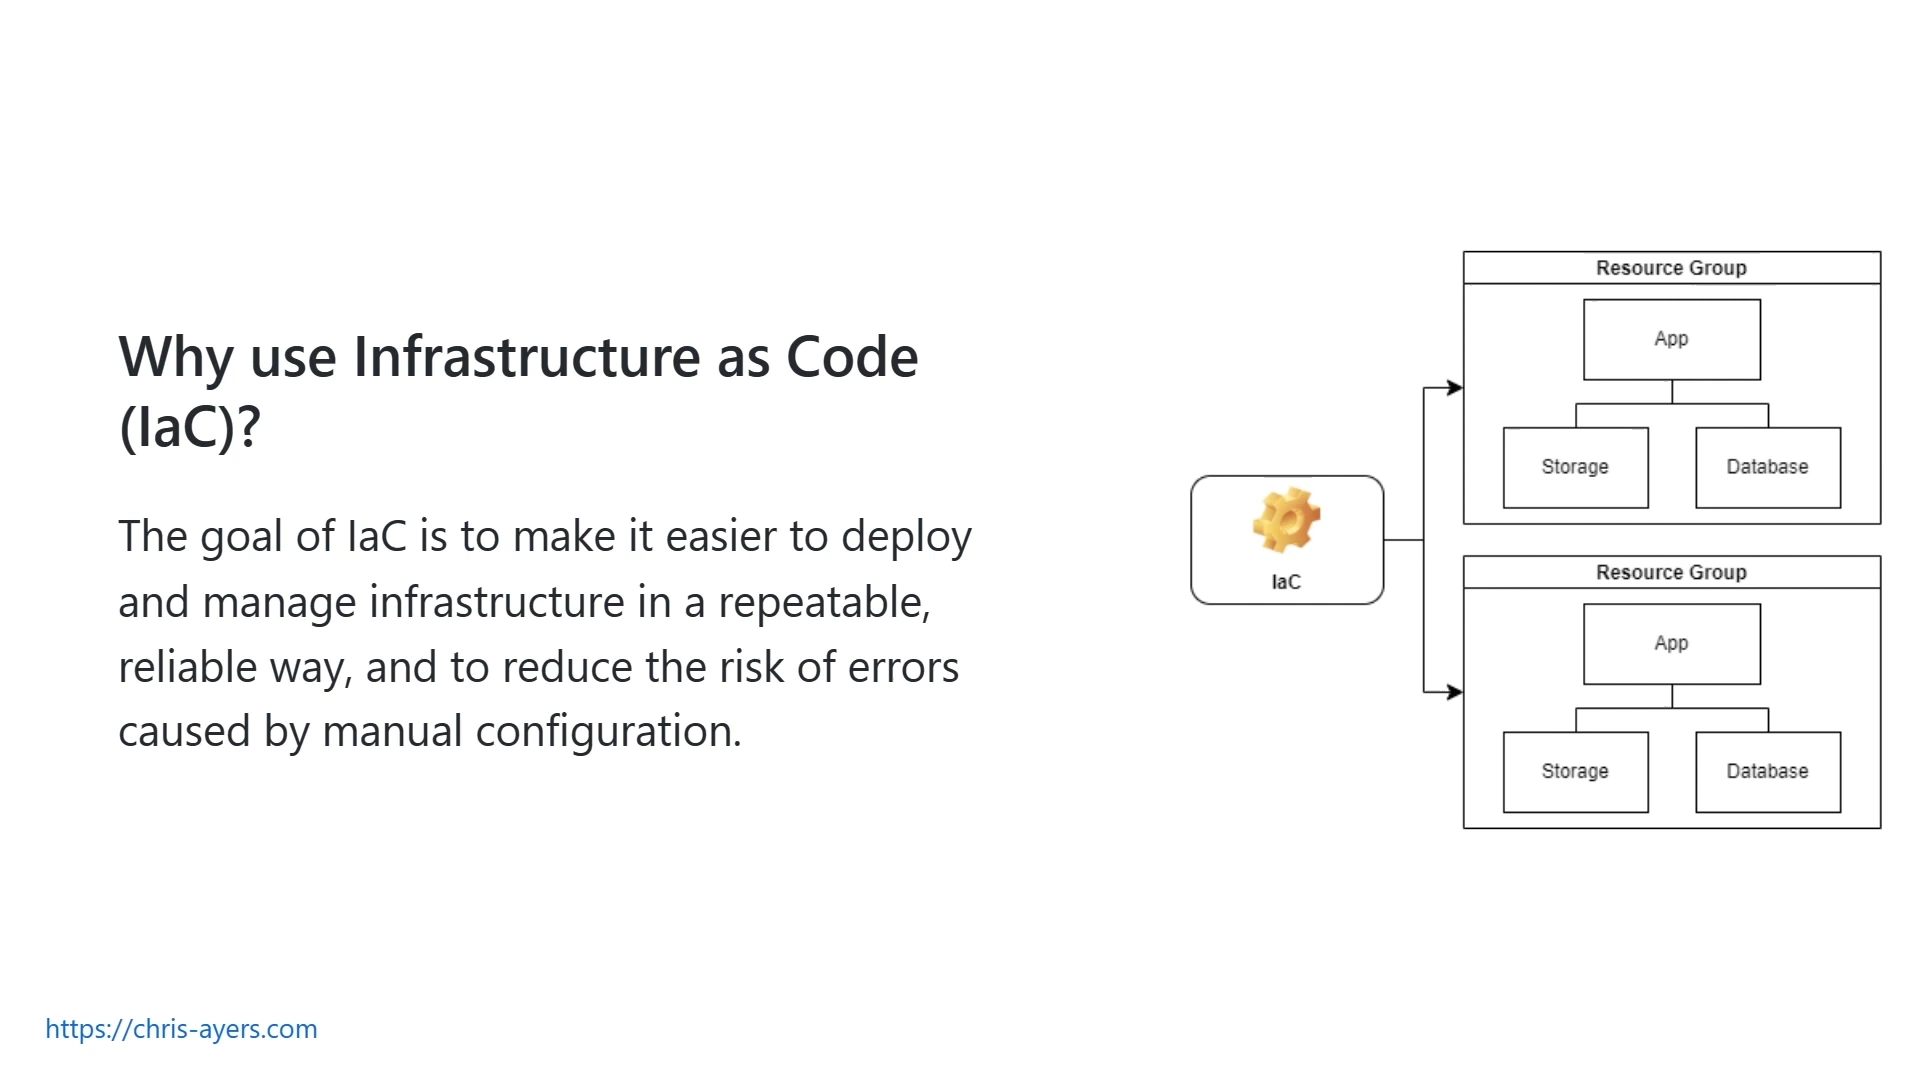 Why use Infrastructure as Code
(IaC)?
The goal of IaC is to make it easier to deploy
and manage infrastructure in a repeatable,
reliable way, and to reduce the risk of errors
caused by manual configuration.
IaC
Resource Group
App
Storage
Database
Resource Group
App
Storage
Database
https://chris-ayers.com